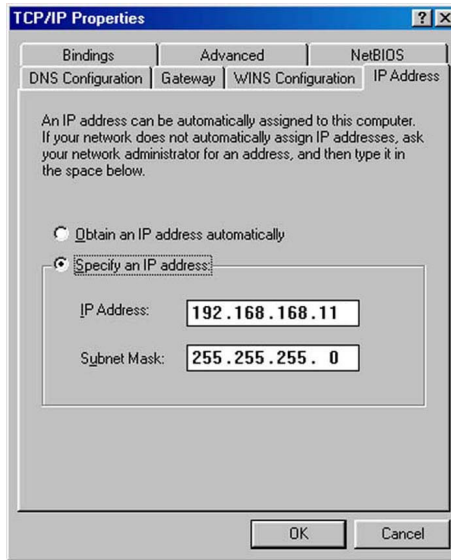 TCP/IP Properties
? X
Bindings Advanced NetBIOS
DNS Configuration Gateway WINS Configuration IP Address
An IP address can be automatically assigned to this computer.
If your network does not automatically assign IP addresses, ask
your network administrator for an address, and then type it in
the space below.
Obtain an IP address automatically
Specify an IP address:
IP Address: 192.168.168.11
Subnet Mask: 255.255.255. 0
OK Cancel